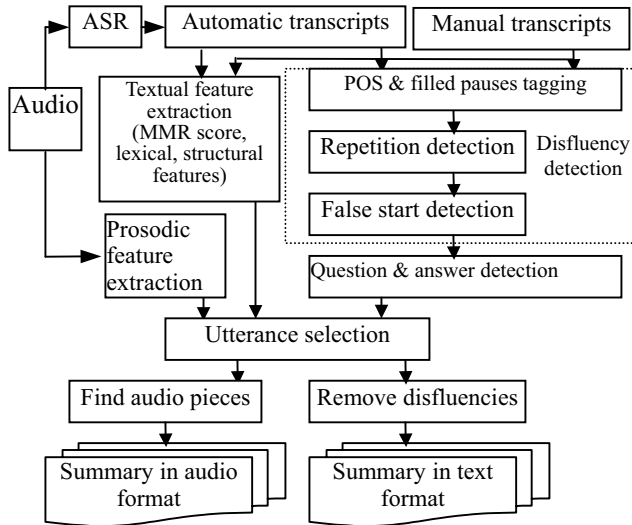 ASR
Automatic transcripts
Manual transcripts
Audio
Textual feature
extraction
(MMR score,
lexical, structural
features)
POS & filled pauses tagging
Repetition detection
False start detection
Disfluency
detection
Prosodic
feature
extraction
Question & answer detection
Utterance selection
Find audio pieces
Remove disfluencies
Summary in audio
format
Summary in text
format